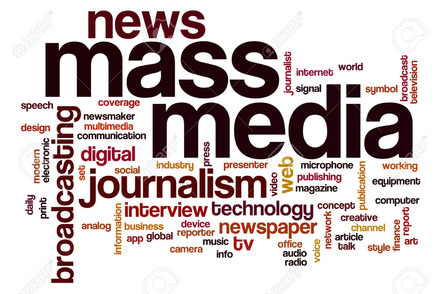 news
mass
media
journalist
internet
world
signal
symbol
broadcast
television
speech
coverage
newsmaker
design
multimedia
communication
broadcasting
modern
electronic
set
digital
industry
press
presenter
web
microphone
working
social
video
publishing
publication
equipment
journalism
magazine
computer
daily
print
interview
technology
network
concept
creative
channel
report
art
analog
information
business
device
newspaper
article
finance
app
global
reporter
music
tv
office
voice
talk
style
camera
info
audio
radio